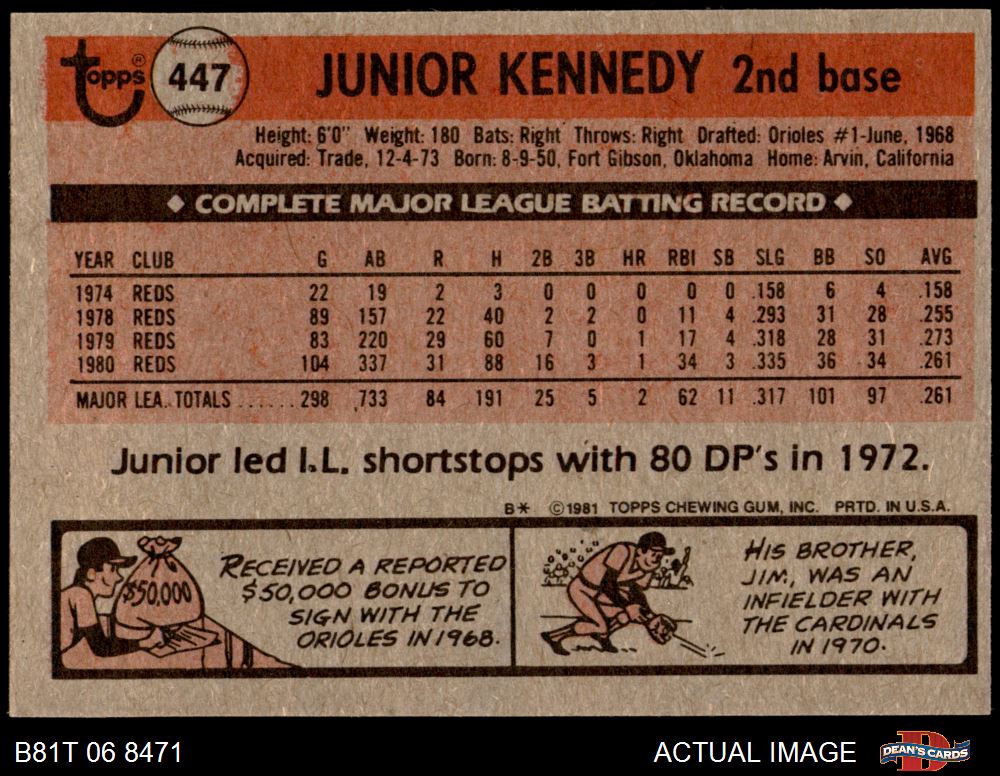 Topps® 447 JUNIOR KENNEDY 2nd base
Height: 6'0" Weight: 180 Bats: Right Throws: Right Drafted: Orioles #1-June, 1968
Acquired: Trade, 12-4-73 Born: 8-9-50, Fort Gibson, Oklahoma Home: Arvin, California
◆ COMPLETE MAJOR LEAGUE BATTING RECORD ◆
YEAR CLUB G AB R H 2B 3B HR RBI SB SLG BB SO AVG
1974 REDS 22 19 2 3 0 0 0 0 0 .158 6 4 .158
1978 REDS 89 157 22 40 2 2 0 11 4 .293 31 28 .255
1979 REDS 83 220 29 60 7 0 1 17 4 .318 28 31 .273
1980 REDS 104 337 31 88 16 3 1 34 3 .335 36 34 .261
MAJOR LEA. TOTALS ...... 298 733 84 191 25 5 2 62 11 .317 101 97 .261
Junior led I.L. shortstops with 80 DP's in 1972.
B* ©1981 TOPPS CHEWING GUM, INC. PRTD. IN U.S.A.
$50,000
RECEIVED A REPORTED
$50,000 BONUS TO
SIGN WITH THE
ORIOLES IN 1968.
HIS BROTHER,
JIM, WAS AN
INFIELDER WITH
THE CARDINALS
IN 1970.
B81T 06 8471 ACTUAL IMAGE DEAN'S CARDS